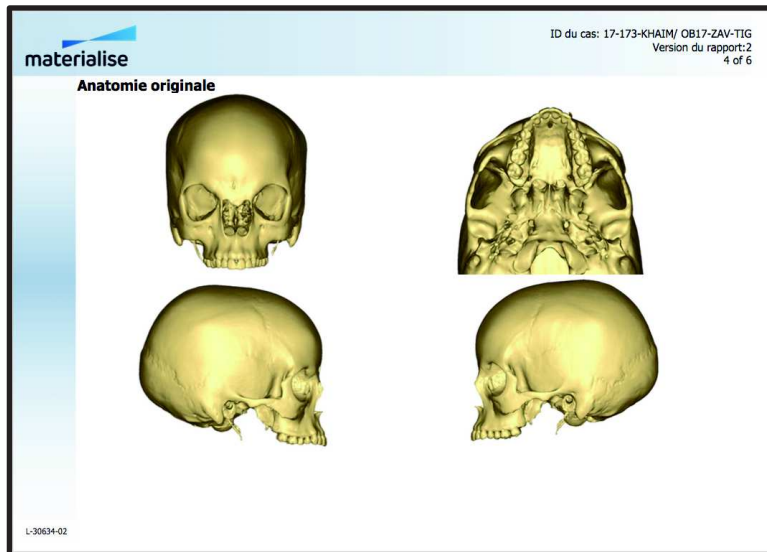 materialise
ID du cas: 17-173-KHAIM/ OB17-ZAV-TIG
Version du rapport:2
4 of 6
Anatomie originale
L-30634-02